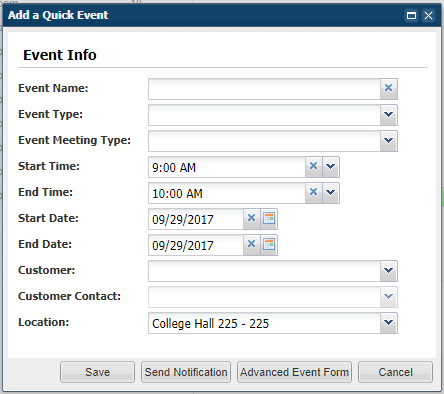 Add a Quick Event
Event Info
Event Name:
Event Type:
Event Meeting Type:
Start Time: 9:00 AM
End Time: 10:00 AM
Start Date: 09/29/2017
End Date: 09/29/2017
Customer:
Customer Contact:
Location: College Hall 225 - 225
Save Send Notification Advanced Event Form Cancel